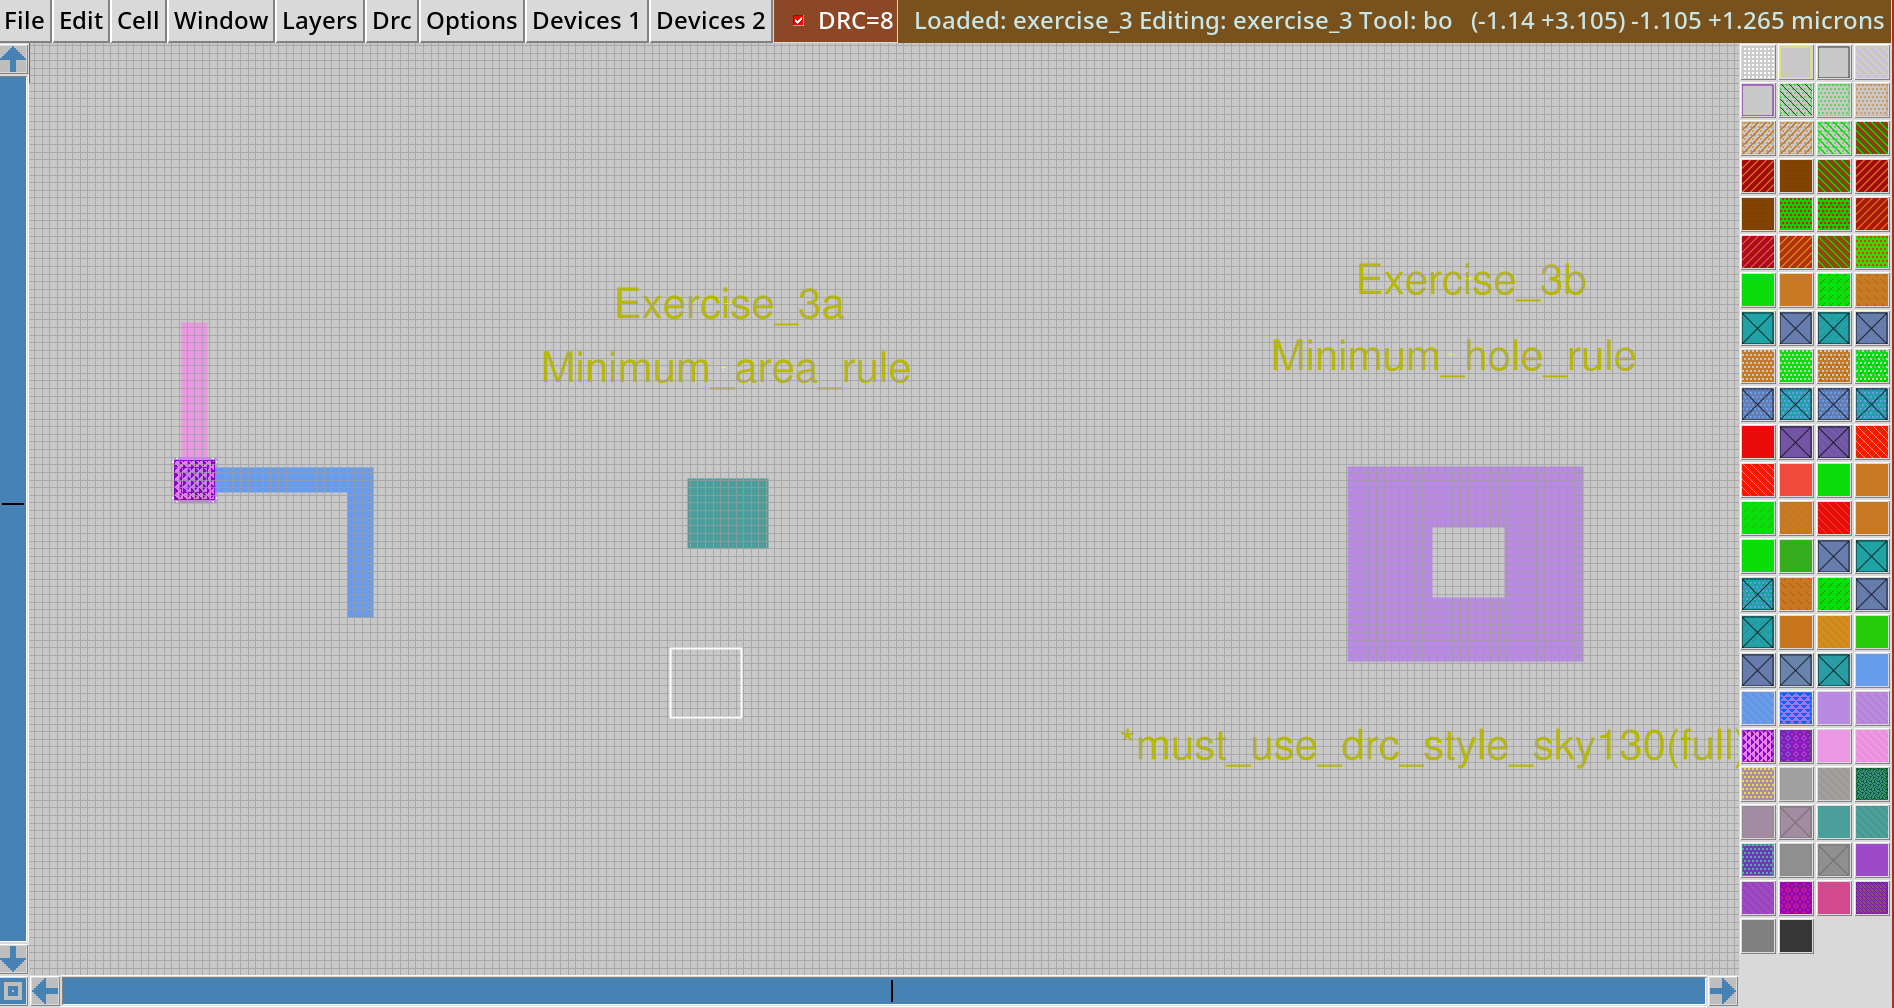 File Edit Cell Window Layers Drc Options Devices 1 Devices 2 DRC=8 Loaded: exercise_3 Editing: exercise_3 Tool: bo (-1.14 +3.105) -1.105 +1.265 microns
Exercise_3a
Minimum_area_rule
Exercise_3b
Minimum_hole_rule
*must_use_drc_style_sky130(full)